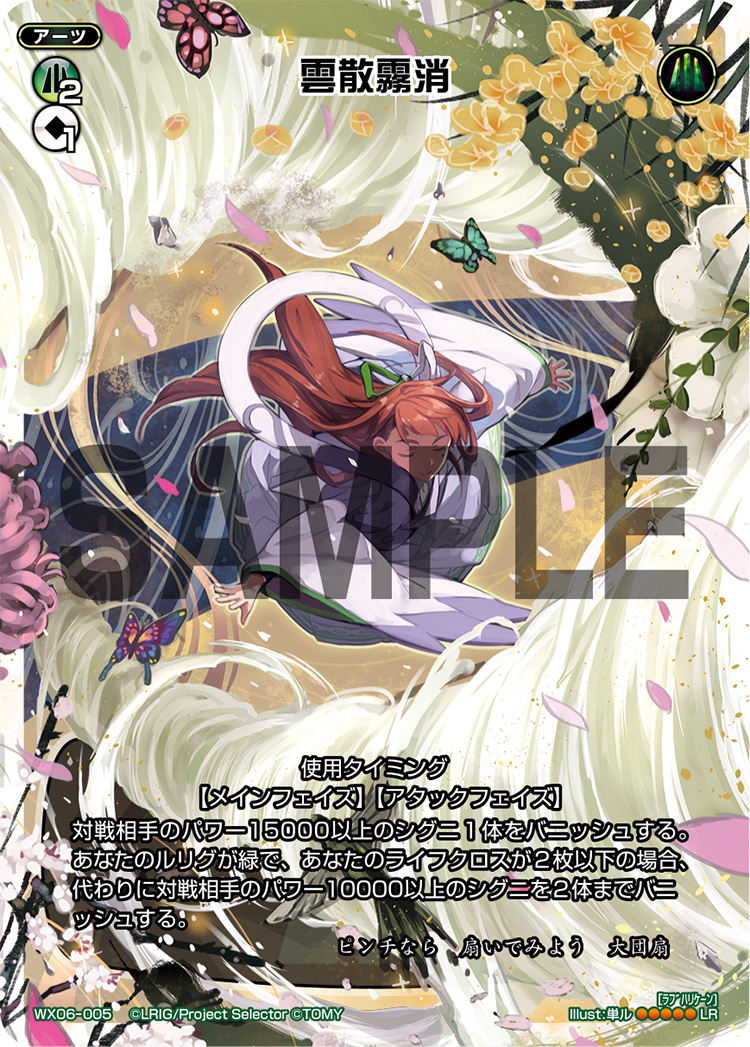 アーツ
雲散霧消
2
1
SAMPLE
使用タイミング
【メインフェイズ】【アタックフェイズ】
対戦相手のパワー15000以上のシグニ1体をバニッシュする。
あなたのルリグが緑で、あなたのライフクロスが2枚以下の場合、
代わりに対戦相手のパワー10000以上のシグニを2体までバニ
ッシュする。
ピンチなら 扇いでみよう 大団扇
[ラブハリケーン]
WX06-005 ©LRIG/Project Selector ©TOMY Illust:単ル LR